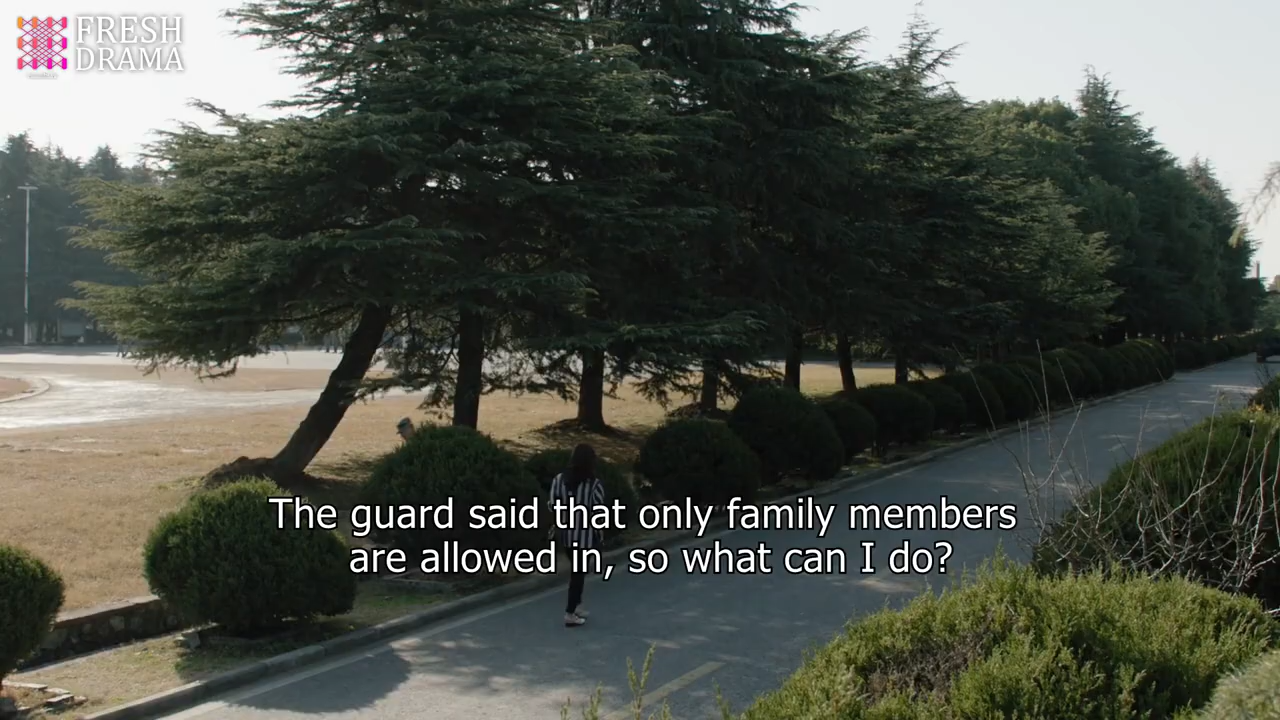 FRESH
DRAMA
The guard said that only family members
are allowed in, so what can I do?